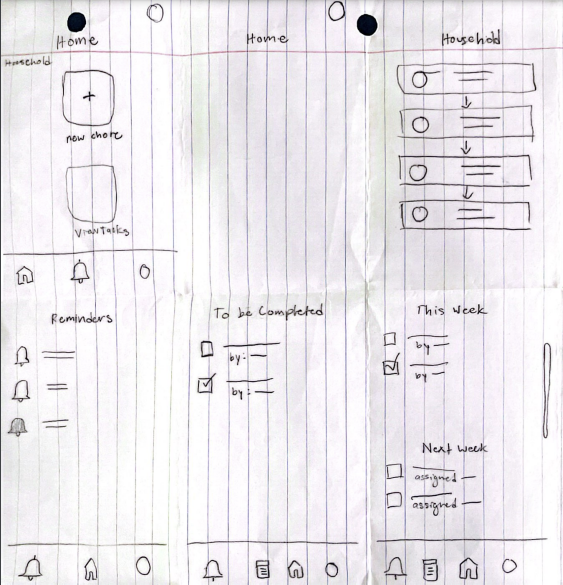 Home
Household
+
new chore
View Tasks
Home
Household
Reminders
To be Completed
by:
by:
This Week
by
by
Next Week
assigned
assigned